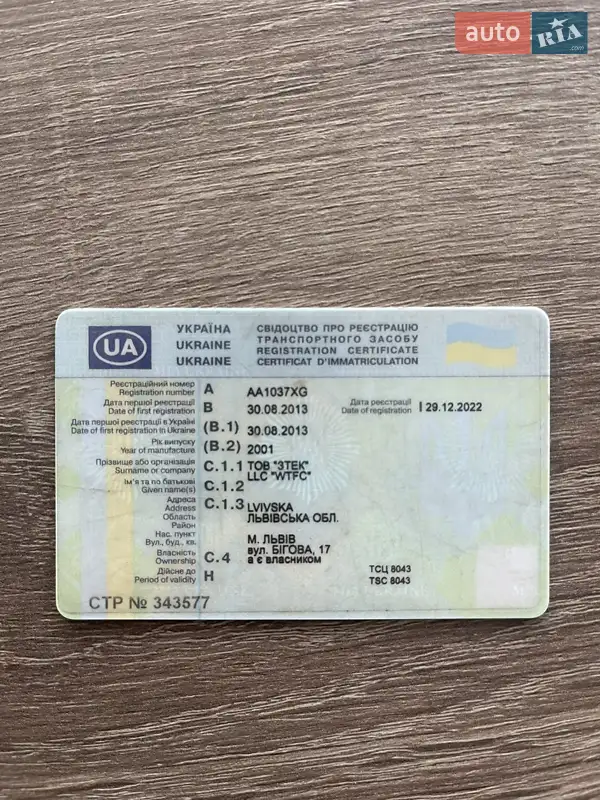 auto RIA .com
UA
УКРАЇНА
UKRAINE
UKRAINE
СВІДОЦТВО ПРО РЕЄСТРАЦІЮ
ТРАНСПОРТНОГО ЗАСОБУ
REGISTRATION CERTIFICATE
CERTIFICAT D'IMMATRICULATION
Реєстраційний номер
Registration number A AA1037XG
Дата першої реєстрації
Date of first registration B 30.08.2013
Дата реєстрації
Date of registration I 29.12.2022
Дата першої реєстрації в Україні
Date of first registration in Ukraine (B.1) 30.08.2013
Рік випуску
Year of manufacture (B.2) 2001
Прізвище або організація
Surname or company C.1.1 ТОВ "ЗТЕК"
LLC "WTFC"
Ім'я та по батькові
Given name(s) C.1.2
Адреса
Address C.1.3 LVIVSKA
Область ЛЬВІВСЬКА ОБЛ.
Район
Нас. пункт М. ЛЬВІВ
Вул., буд., кв. вул. БІГОВА, 17
Власність
Ownership C.4 а є власником
Дійсне до
Period of validity H
ТСЦ 8043
TSC 8043
СТР № 343577